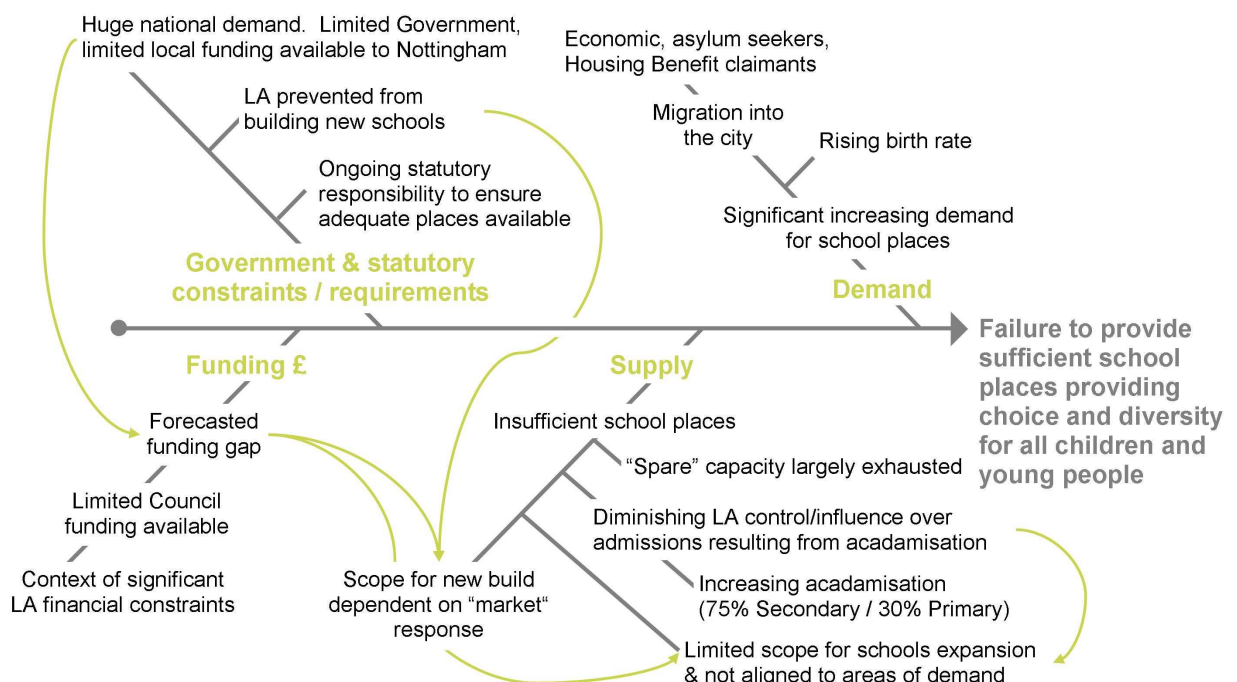 Huge national demand.  Limited Government,
limited local funding available to Nottingham
LA prevented from
building new schools
Ongoing statutory
responsibility to ensure
adequate places available
Government & statutory
constraints / requirements
Economic, asylum seekers,
Housing Benefit claimants
Migration into
the city
Rising birth rate
Significant increasing demand
for school places
Demand
Failure to provide
sufficient school
places providing
choice and diversity
for all children and
young people
Funding £
Forecasted
funding gap
Limited Council
funding available
Context of significant
LA financial constraints
Supply
Insufficient school places
“Spare” capacity largely exhausted
Diminishing LA control/influence over
admissions resulting from acadamisation
Increasing acadamisation
(75% Secondary / 30% Primary)
Scope for new build
dependent on “market“
response
Limited scope for schools expansion
& not aligned to areas of demand